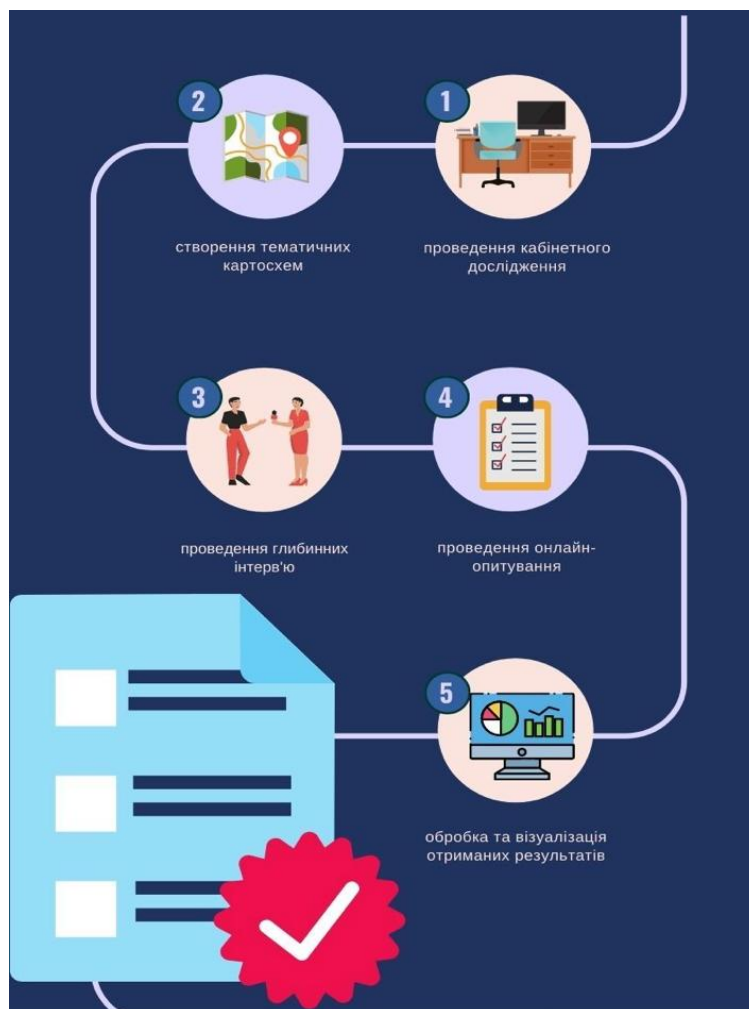 1
проведення кабінетного
дослідження
2
створення тематичних
картосхем
3
проведення глибинних
інтерв'ю
4
проведення онлайн-
опитування
5
обробка та візуалізація
отриманих результатів